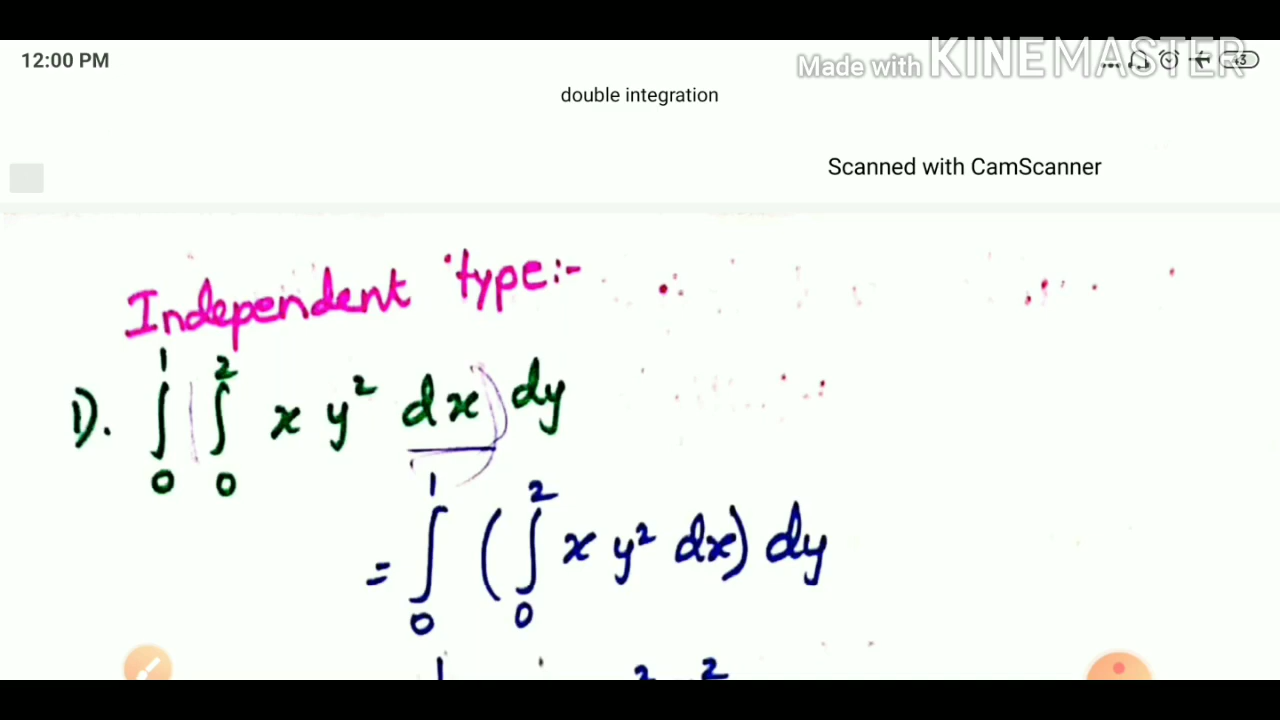 12:00 PM
Made with KINEMASTER
43
double integration
Scanned with CamScanner
Independent type:-
1). ∫₀¹ ∫₀² x y² dx) dy
= ∫₀¹ (∫₀² x y² dx) dy